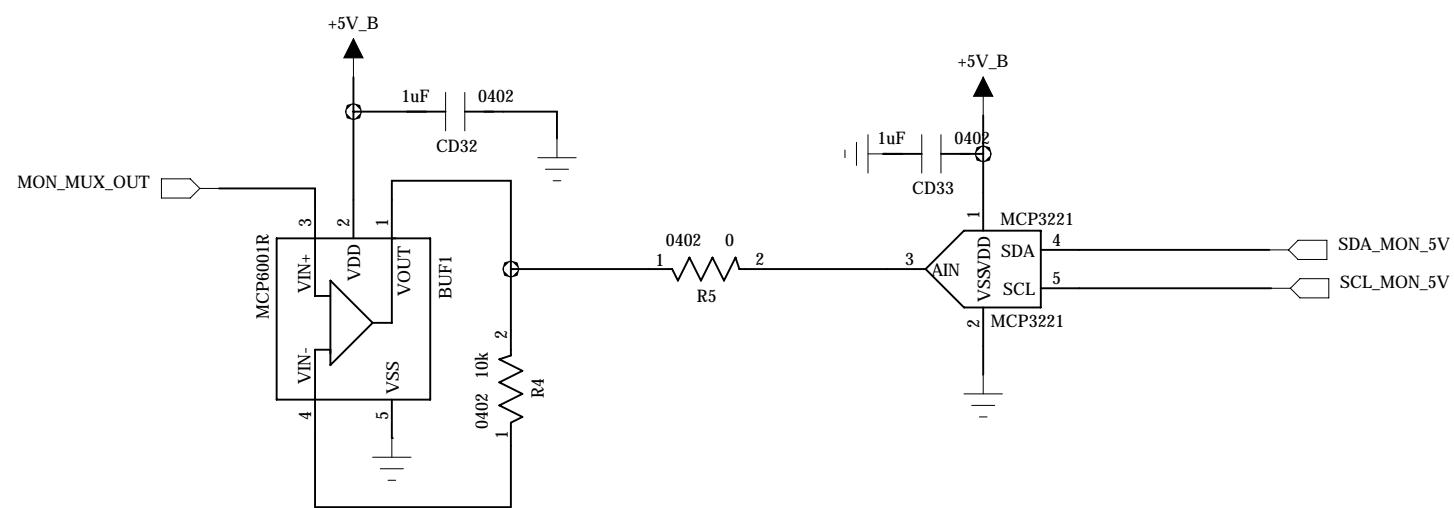 +5V_B
1uF 0402
CD32
MON_MUX_OUT
3
2
1
MCP6001R
VIN+
VDD
VOUT
BUF1
VIN-
VSS
4
5
2
0402 10k
R4
1
0402 0
1
2
R5
+5V_B
1uF 0402
CD33
1
MCP3221
3
AIN
VDD
VSS
SDA
4
SDA_MON_5V
SCL
5
SCL_MON_5V
2
MCP3221